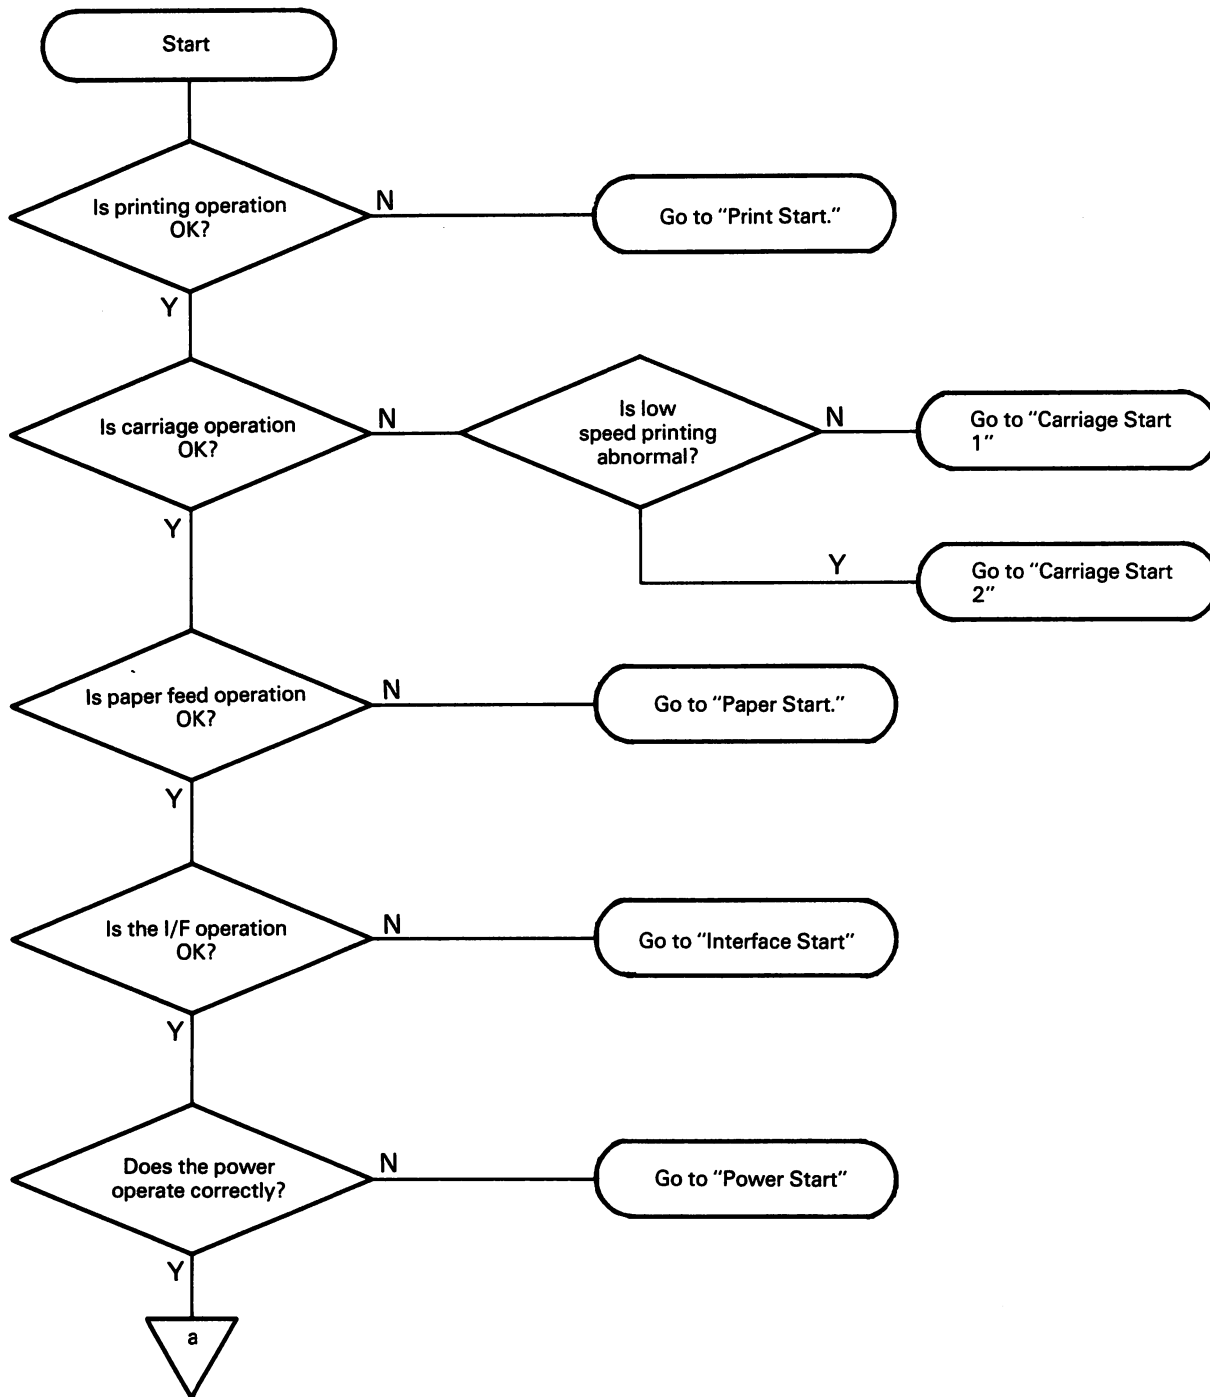 Start
Is printing operation
OK?
N
Go to “Print Start.”
Y
Is carriage operation
OK?
N
Is low
speed printing
abnormal?
N
Go to “Carriage Start
1”
Y
Y
Go to “Carriage Start
2”
Is paper feed operation
OK?
N
Go to “Paper Start.”
Y
Is the I/F operation
OK?
N
Go to “Interface Start”
Y
Does the power
operate correctly?
N
Go to “Power Start”
Y
a